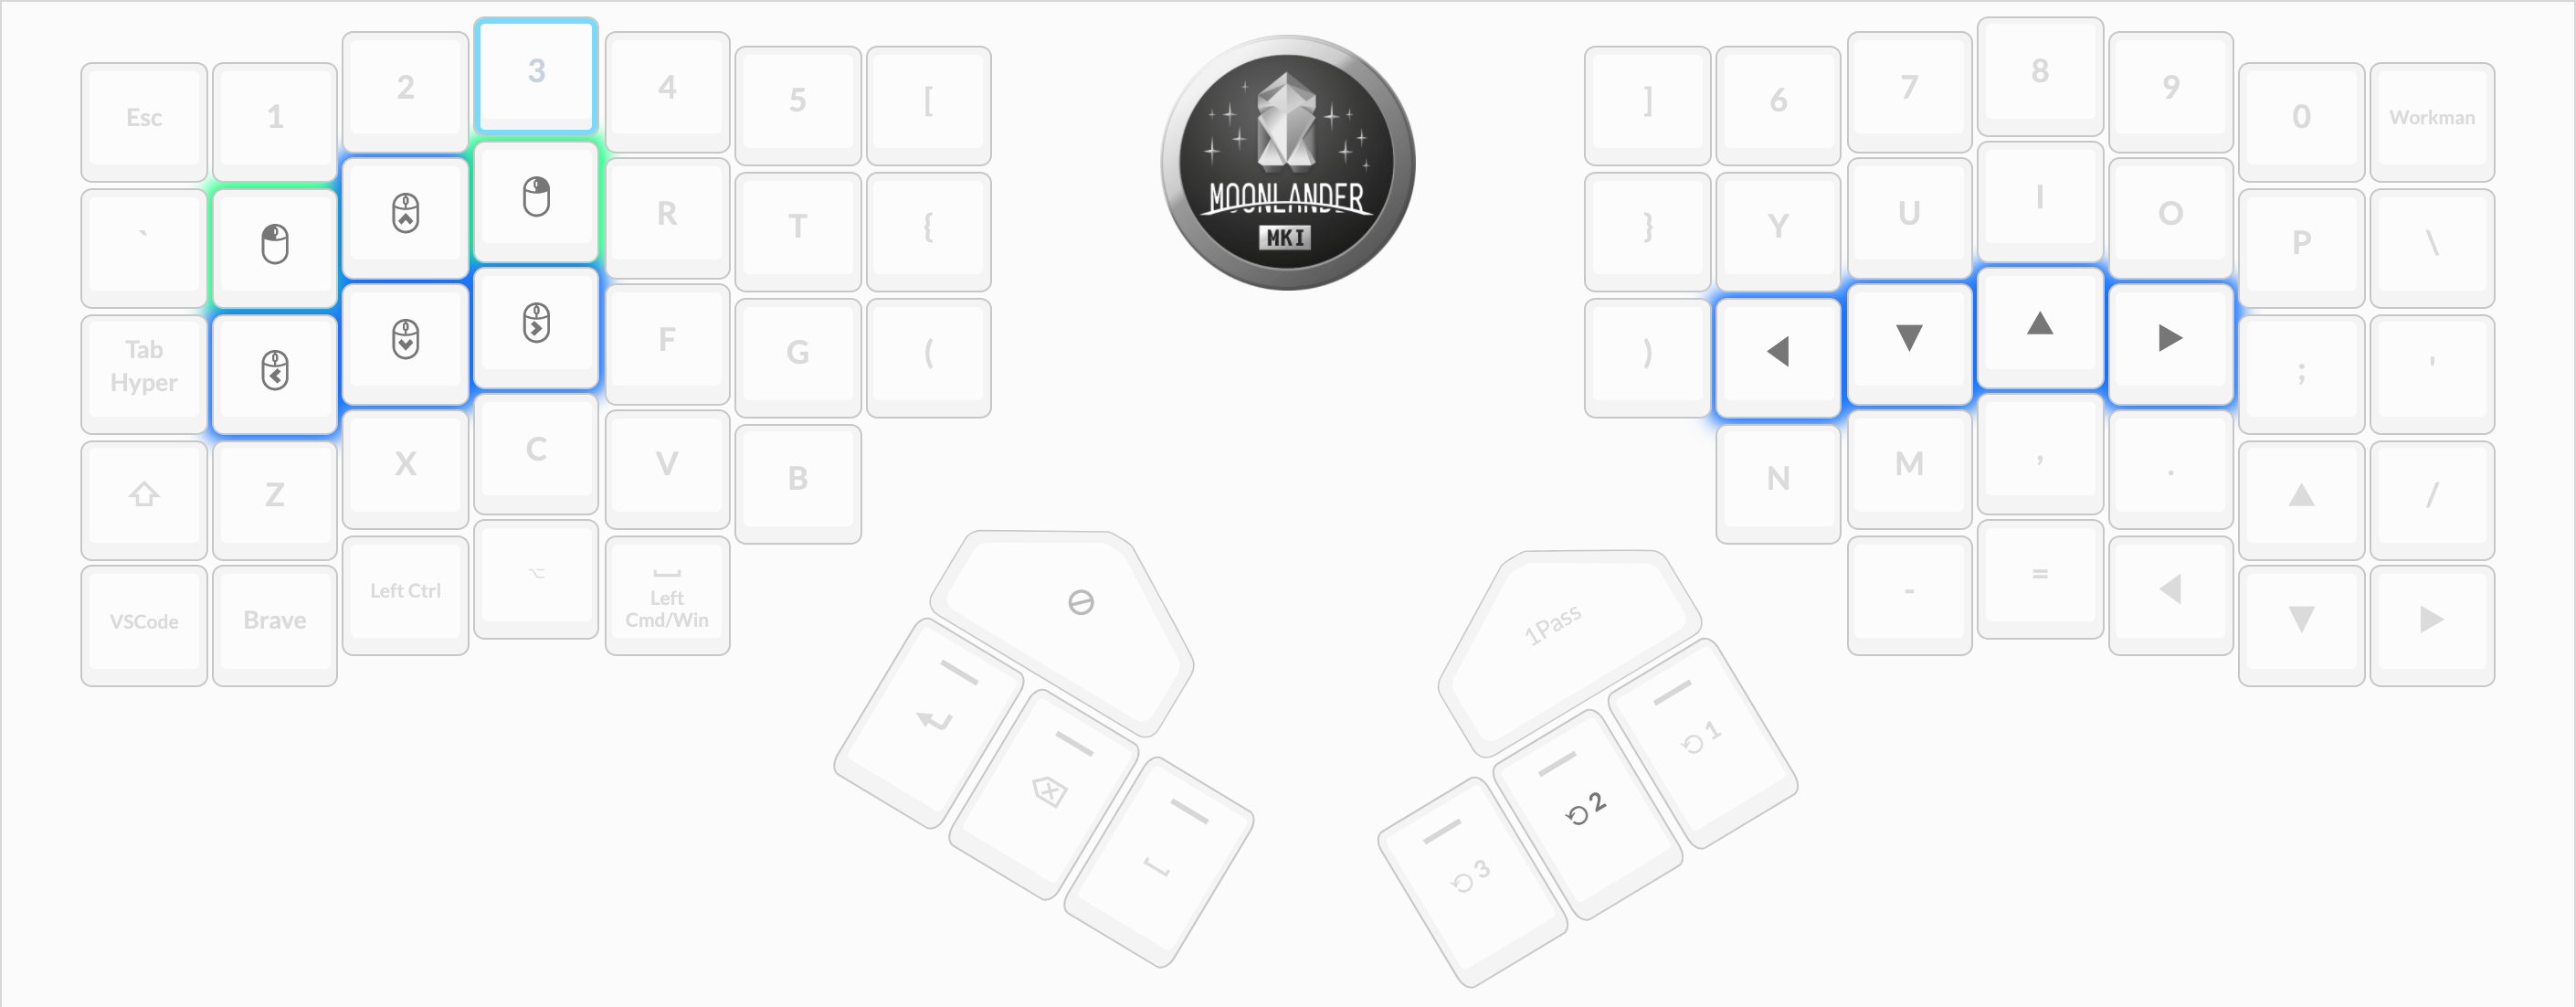 Esc
1
2
3
4
5
[
]
6
7
8
9
0
Workman
`
R
T
{
}
Y
U
I
O
P
\
Tab
Hyper
F
G
(
)
;
'
Z
X
C
V
B
N
M
,
.
/
VSCode
Brave
Left Ctrl
Left
Cmd/Win
-
=
MOONLANDER
MKI
1Pass
1
2
3